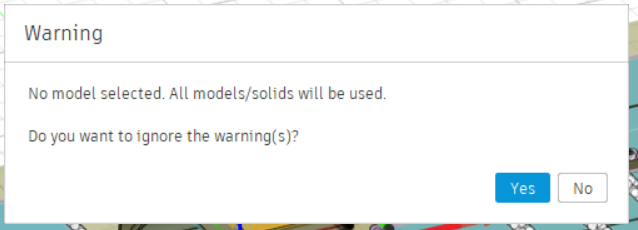 Warning
No model selected. All models/solids will be used.
Do you want to ignore the warning(s)?
Yes No